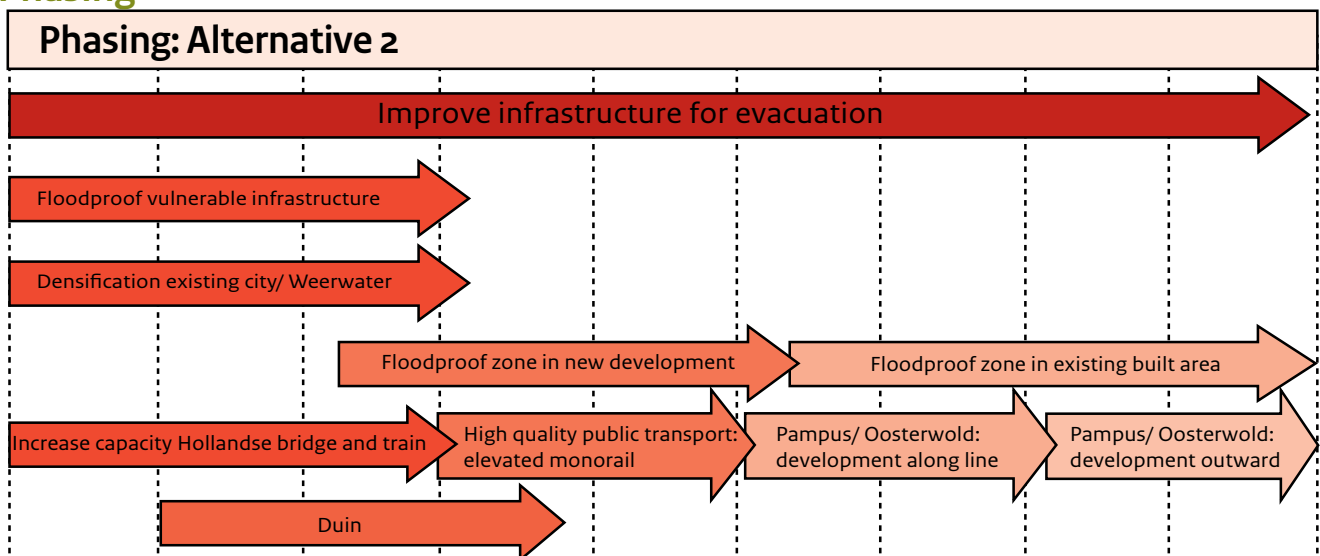 Phasing
Phasing: Alternative 2
Improve infrastructure for evacuation
Floodproof vulnerable infrastructure
Densification existing city/ Weerwater
Floodproof zone in new development
Floodproof zone in existing built area
Increase capacity Hollandse bridge and train
High quality public transport:
elevated monorail
Pampus/ Oosterwold:
development along line
Pampus/ Oosterwold:
development outward
Duin